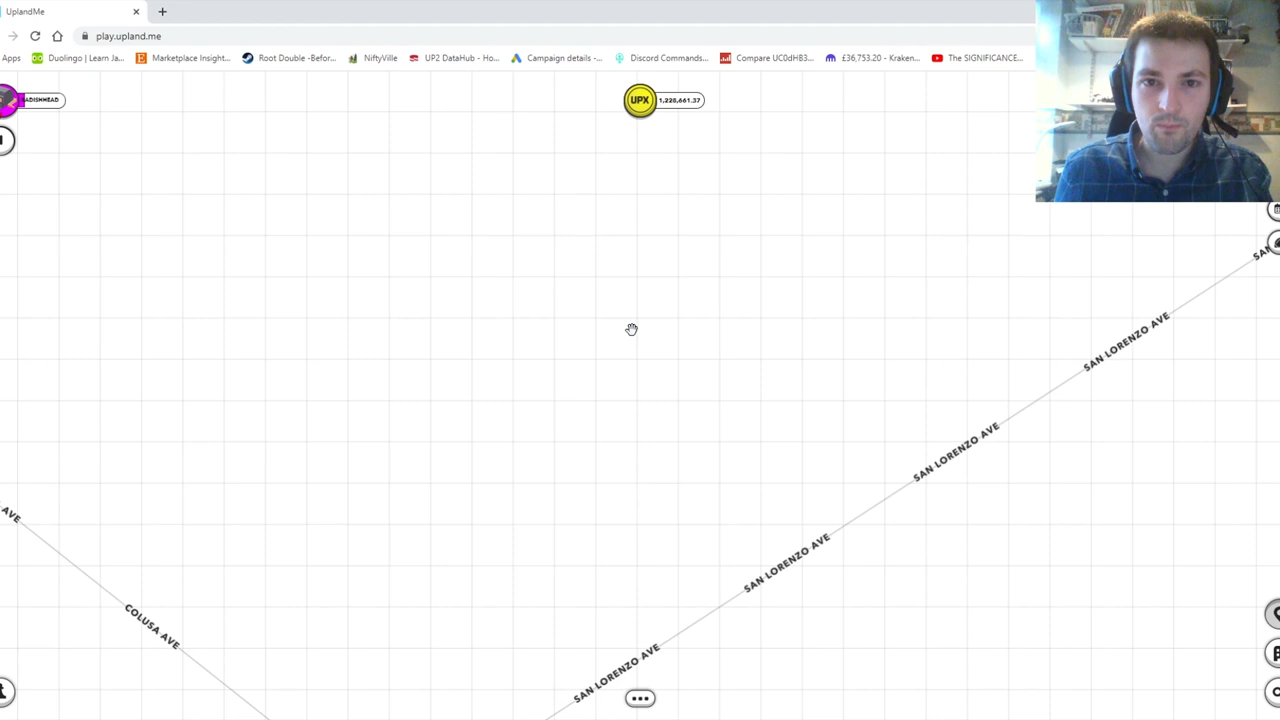 UplandMe
play.upland.me
Apps
Duolingo | Learn Ja...
Marketplace Insight...
Root Double -Befor...
NiftyVille
UP2 DataHub - Ho...
Campaign details -...
Discord Commands...
Compare UC0dHB3...
£36,753.20 - Kraken...
The SIGNIFICANCE...
ADISHHEAD
UPX
1,228,661.37
SAN
SAN LORENZO AVE
SAN LORENZO AVE
AVE
SAN LORENZO AVE
COLUSA AVE
SAN LORENZO AVE